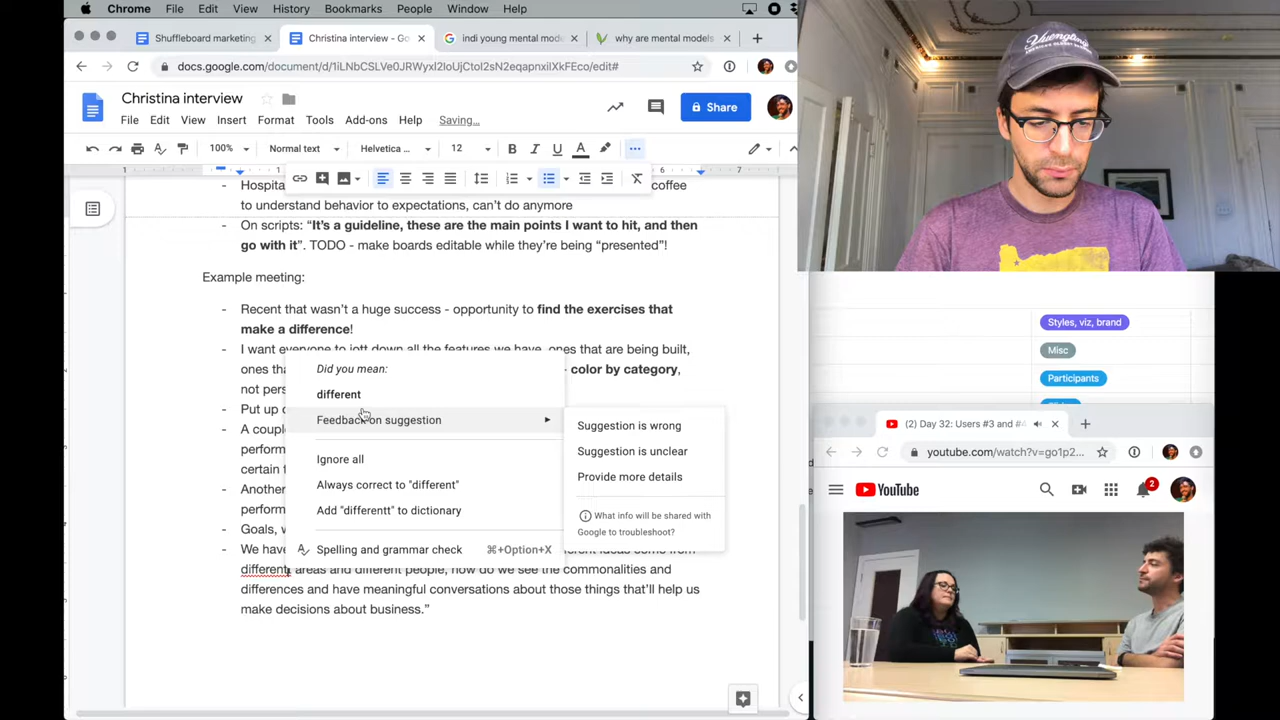 Chrome File Edit View History Bookmarks People Window Help
Shuffleboard marketing
Christina interview - Go
indi young mental mode
why are mental models
docs.google.com/document/d/
Christina interview
File Edit View Insert Format Tools Add-ons Help Saving...
Share
100% Normal text Helvetica ... 12 B I U A
1 1 6 7
Hospita
coffee
to understand behavior to expectations, can't do anymore
- On scripts: "It's a guideline, these are the main points I want to hit, and then
go with it". TODO - make boards editable while they're being "presented"!
Example meeting:
- Recent that wasn't a huge success - opportunity to find the exercises that
make a difference!
- I want everyone to jott down all the features we have, ones that are being built,
ones tha
- color by category,
not pers
- Put up c
- A couple
perform
certain t
- Another
perform
- Goals, w
- We have
ferent ideas come from
differentt areas and different people, how do we see the commonalities and
differences and have meaningful conversations about those things that'll help us
make decisions about business."
Did you mean:
different
Feedback on suggestion
Ignore all
Always correct to "different"
Add "differentt" to dictionary
Spelling and grammar check ⌘+Option+X
Suggestion is wrong
Suggestion is unclear
Provide more details
What info will be shared with
Google to troubleshoot?
Vuengling
AMERICA'S OLDEST
Styles, viz, brand
Misc
Participants
(2) Day 32: Users #3 and #4
youtube.com/watch?v=go1p2...
YouTube
2